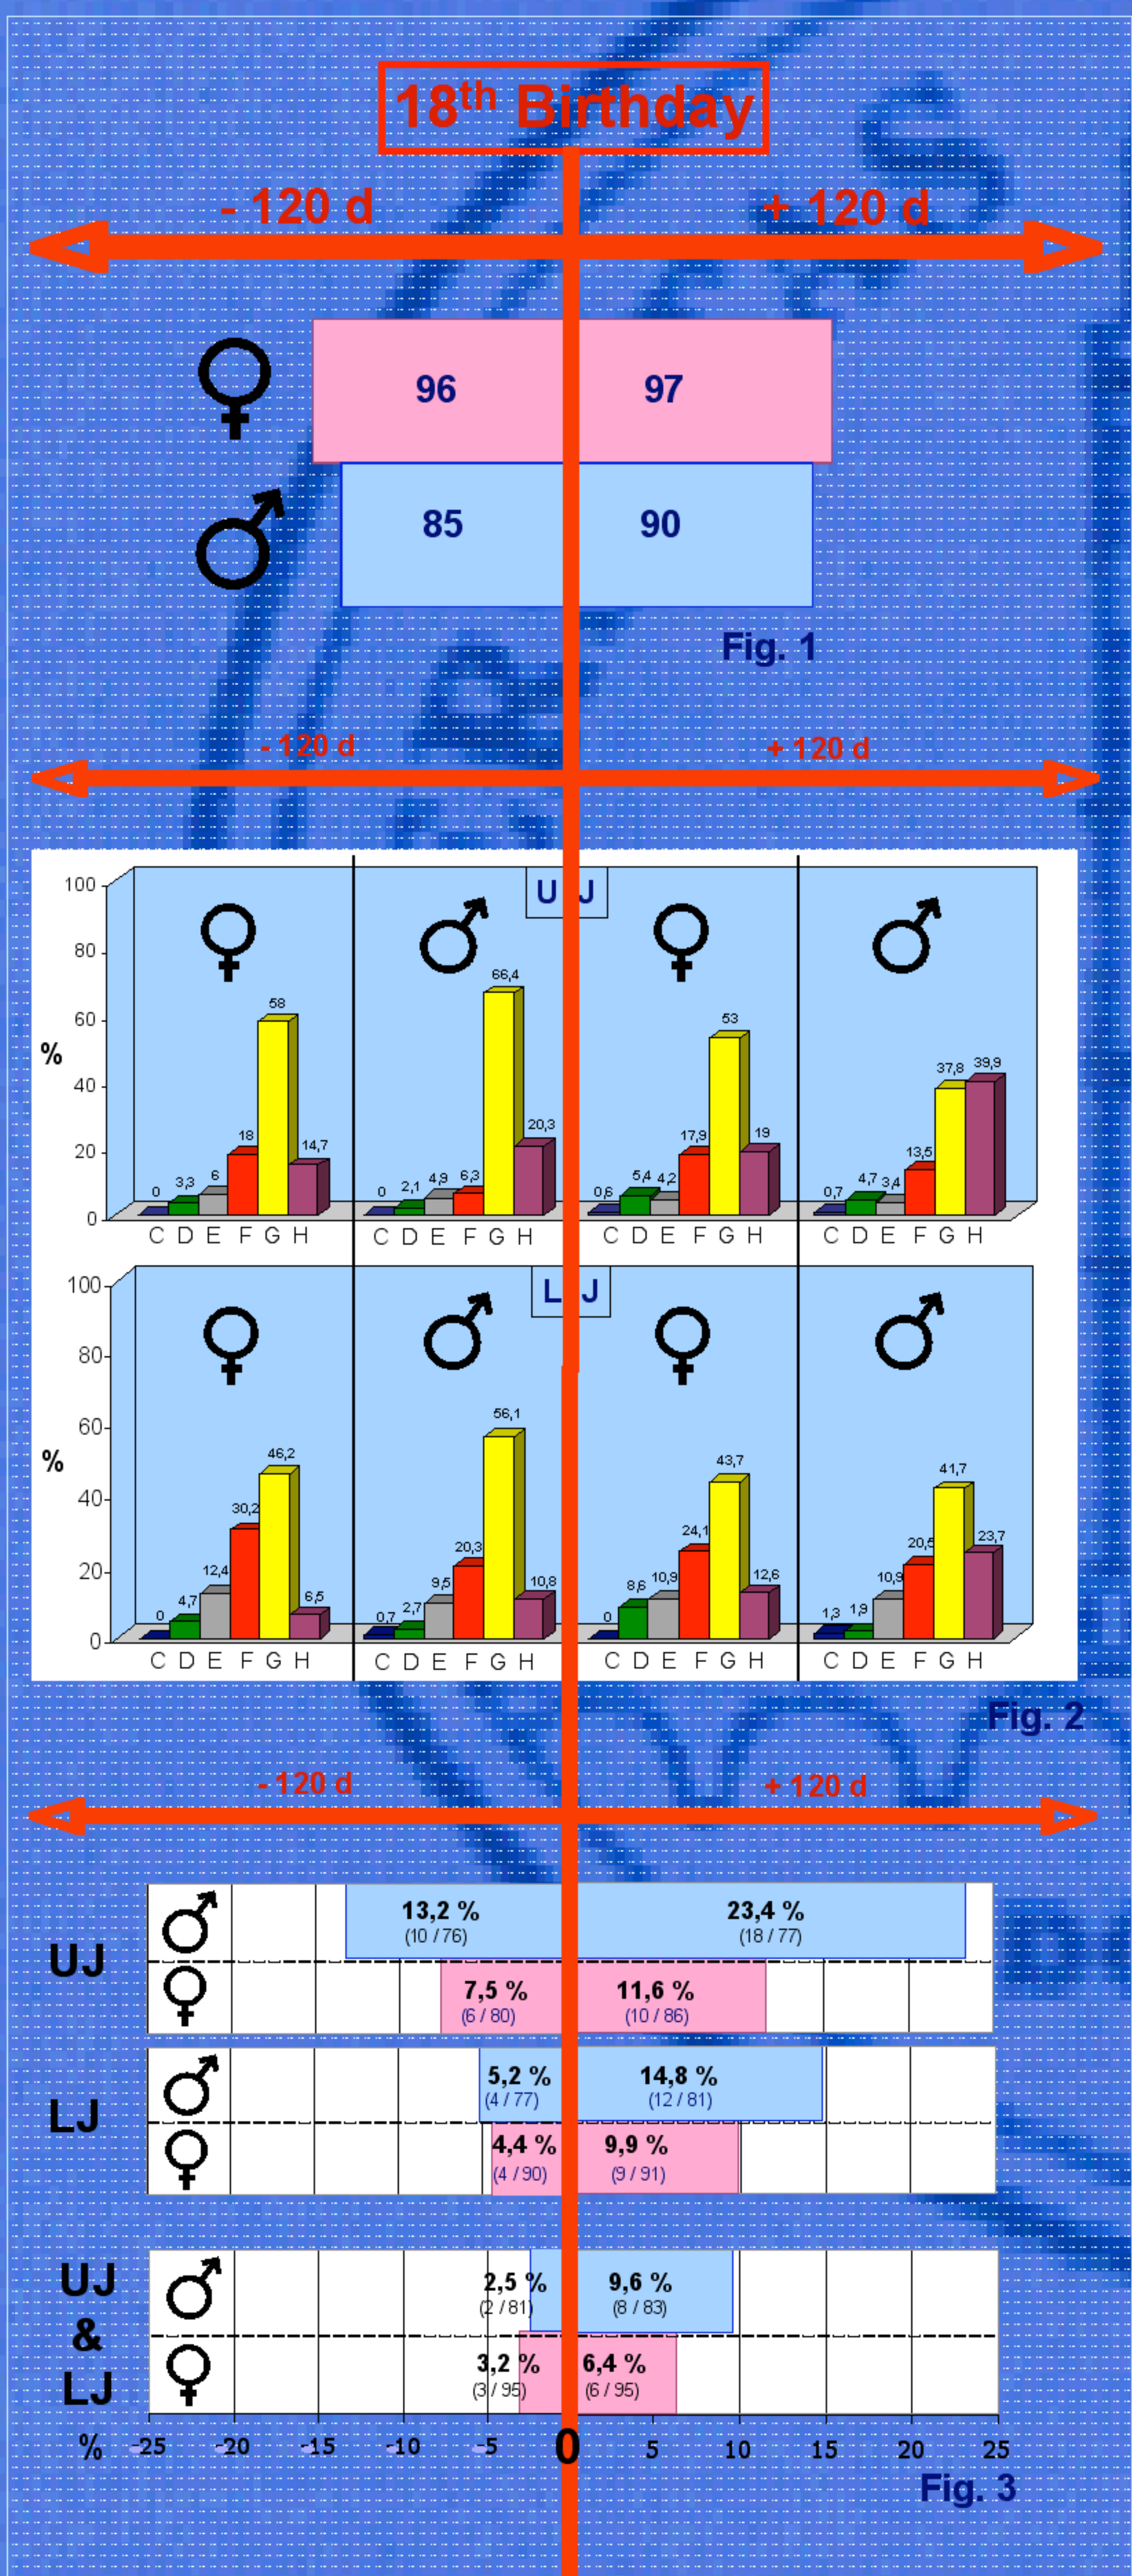 18th Birthday
- 120 d + 120 d
96 97
85 90
Fig. 1
- 120 d + 120 d
U J
100
80
60
40
20
0
%
0 3,3 6 18 58 14,7
0 2,1 4,9 6,3 66,4 20,3
0,6 5,4 4,2 17,9 53 19
0,7 4,7 3,4 13,5 37,8 39,9
C D E F G H C D E F G H C D E F G H C D E F G H
L J
100
80
60
40
20
0
%
0 4,7 12,4 30,2 46,2 6,5
0,7 2,7 9,5 20,3 56,1 10,8
0 8,6 10,9 24,1 43,7 12,6
1,3 1,9 10,9 20,5 41,7 23,7
C D E F G H C D E F G H C D E F G H C D E F G H
Fig. 2
- 120 d + 120 d
UJ
13,2 % 23,4 %
(10 / 76) (18 / 77)
7,5 % 11,6 %
(6 / 80) (10 / 86)
LJ
5,2 % 14,8 %
(4 / 77) (12 / 81)
4,4 % 9,9 %
(4 / 90) (9 / 91)
UJ
&
LJ
2,5 % 9,6 %
(2 / 81) (8 / 83)
3,2 % 6,4 %
(3 / 95) (6 / 95)
% -25 -20 -15 -10 -5 0 5 10 15 20 25
Fig. 3